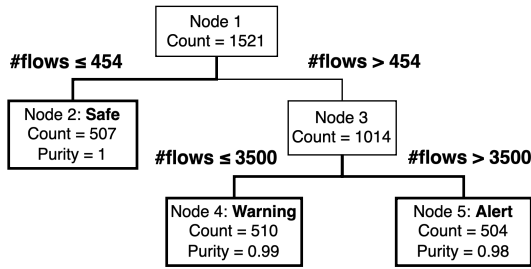 Node 1
Count = 1521
#flows ≤ 454
#flows > 454
Node 2: Safe
Count = 507
Purity = 1
Node 3
Count = 1014
#flows ≤ 3500
#flows > 3500
Node 4: Warning
Count = 510
Purity = 0.99
Node 5: Alert
Count = 504
Purity = 0.98